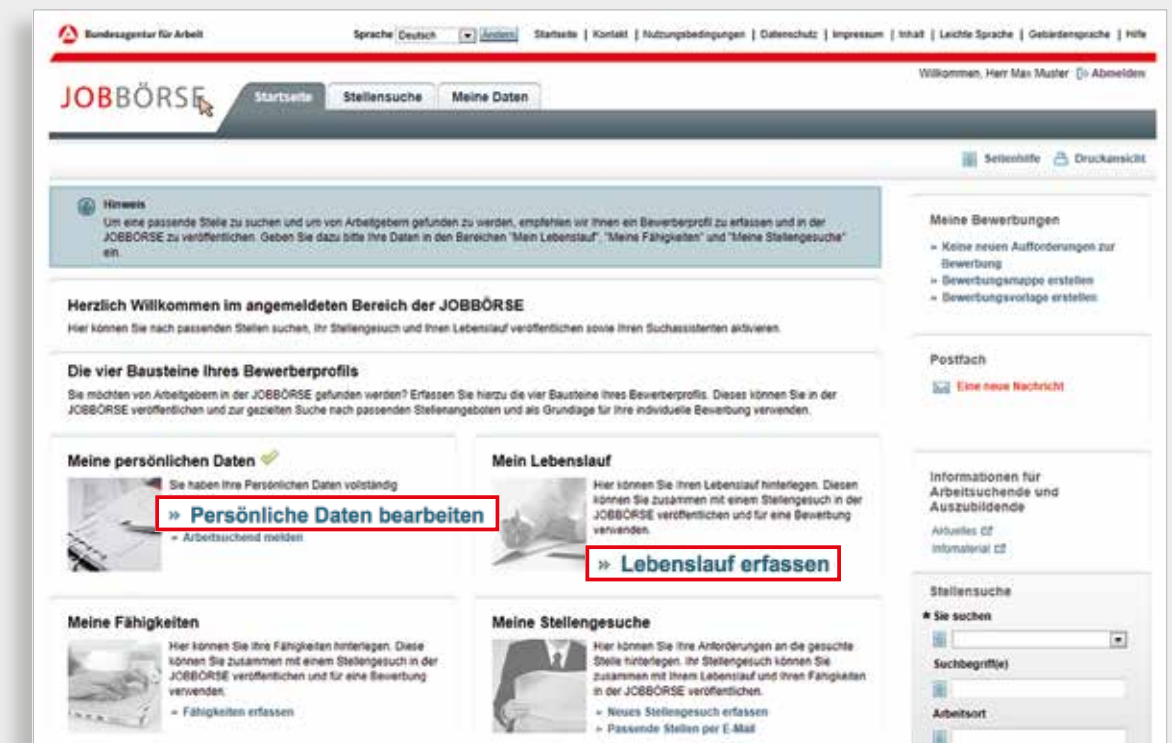 Bundesagentur für Arbeit
Sprache Deutsch Ändern Startseite | Kontakt | Nutzungsbedingungen | Datenschutz | Impressum | Inhalt | Leichte Sprache | Gebärdensprache | Hilfe
Willkommen, Herr Max Muster Abmelden
JOBBÖRSE
Startseite Stellensuche Meine Daten
Seitenhilfe Druckansicht
Hinweis
Um eine passende Stelle zu suchen und um von Arbeitgebern gefunden zu werden, empfehlen wir Ihnen ein Bewerberprofil zu erfassen und in der
JOBBÖRSE zu veröffentlichen. Geben Sie dazu bitte Ihre Daten in den Bereichen "Mein Lebenslauf", "Meine Fähigkeiten" und "Meine Stellengesuche"
ein.
Herzlich Willkommen im angemeldeten Bereich der JOBBÖRSE
Hier können Sie nach passenden Stellen suchen, Ihr Stellengesuch und Ihren Lebenslauf veröffentlichen sowie Ihren Suchassistenten aktivieren.
Die vier Bausteine Ihres Bewerberprofils
Sie möchten von Arbeitgebern in der JOBBÖRSE gefunden werden? Erfassen Sie hierzu die vier Bausteine Ihres Bewerberprofils. Dieses können Sie in der
JOBBÖRSE veröffentlichen und zur gezielten Suche nach passenden Stellenangeboten und als Grundlage für Ihre individuelle Bewerbung verwenden.
Meine persönlichen Daten
Sie haben Ihre Persönlichen Daten vollständig
» Persönliche Daten bearbeiten
» Arbeitsuchend melden
Mein Lebenslauf
Hier können Sie Ihren Lebenslauf hinterlegen. Diesen
können Sie zusammen mit einem Stellengesuch in der
JOBBÖRSE veröffentlichen und für eine Bewerbung
verwenden.
» Lebenslauf erfassen
Meine Fähigkeiten
Hier können Sie Ihre Fähigkeiten hinterlegen. Diese
können Sie zusammen mit einem Stellengesuch in der
JOBBÖRSE veröffentlichen und für eine Bewerbung
verwenden.
» Fähigkeiten erfassen
Meine Stellengesuche
Hier können Sie Ihre Anforderungen an die gesuchte
Stelle hinterlegen. Ihr Stellengesuch können Sie
zusammen mit Ihrem Lebenslauf und Ihren Fähigkeiten
in der JOBBÖRSE veröffentlichen.
» Neues Stellengesuch erfassen
» Passende Stellen per E-Mail
Meine Bewerbungen
» Keine neuen Aufforderungen zur
Bewerbung
» Bewerbungsmappe erstellen
» Bewerbungsvorlage erstellen
Postfach
Eine neue Nachricht
Informationen für
Arbeitsuchende und
Auszubildende
Aktuelles
Infomaterial
Stellensuche
* Sie suchen
Suchbegriff(e)
Arbeitsort